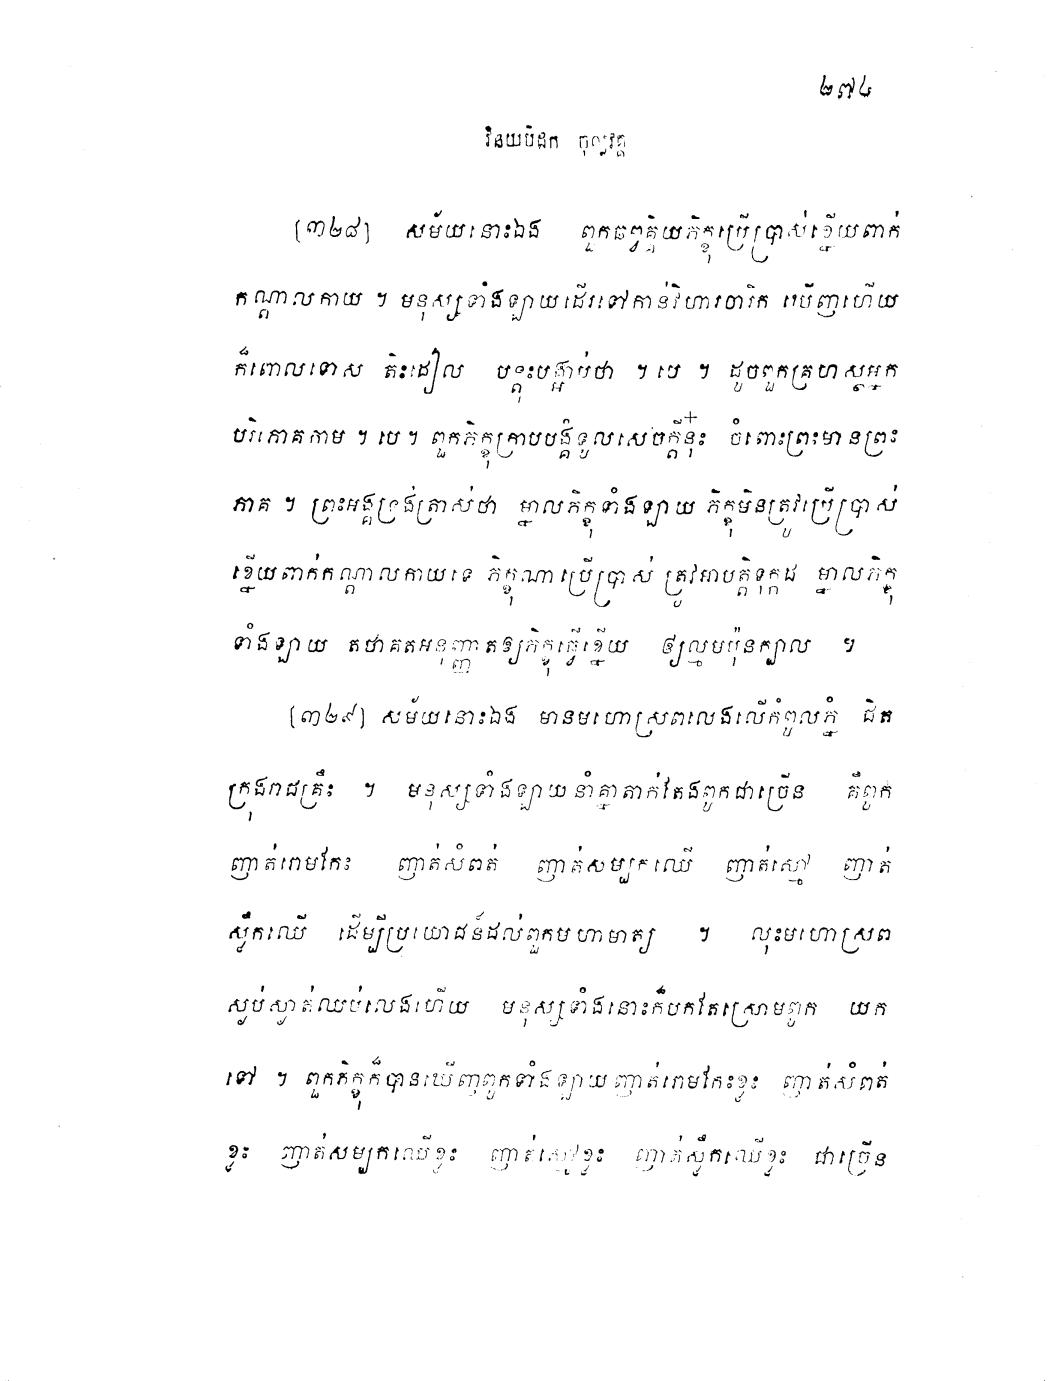 ២៧៤
វិនយបិដក ចុល្លវគ្គ
[៣២៨] សម័យនោះឯង ពួកឆព្វគ្គិយភិក្ខុប្រើប្រាស់ខ្នើយពាក់
កណ្តាលកាយ ។ មនុស្សទាំងឡាយដើរទៅកាន់វិហារចារិក ឃើញហើយ
ក៏ពោលទោស តិះដៀល បន្តុះបង្អាប់ថា ។ បេ ។ ដូចពួកគ្រហស្ថអ្នក
បរិភោគកាម ។ បេ ។ ពួកភិក្ខុក្រាបបង្គំទូលសេចក្តីនុ៎ះ ចំពោះព្រះមានព្រះ
ភាគ ។ ព្រះអង្គទ្រង់ត្រាស់ថា ម្នាលភិក្ខុទាំងឡាយ ភិក្ខុមិនត្រូវប្រើប្រាស់
ខ្នើយពាក់កណ្តាលកាយទេ ភិក្ខុណាប្រើប្រាស់ ត្រូវអាបត្តិទុក្កដ ម្នាលភិក្ខុ
ទាំងឡាយ តថាគតអនុញ្ញាតឲ្យភិក្ខុធ្វើខ្នើយ ឲ្យល្មមប៉ុនក្បាល ។
[៣២៩] សម័យនោះឯង មានមហោស្រពលេងលើកំពូលភ្នំ ជិត
ក្រុងរាជគ្រឹះ ។ មនុស្សទាំងឡាយនាំគ្នាតាក់តែងពូកជាច្រើន គឺពូក
ញាត់រោមកែះ ញាត់សំពត់ ញាត់សម្បកឈើ ញាត់ស្មៅ ញាត់
ស្លឹកឈើ ដើម្បីប្រយោជន៍ដល់ពួកមហាមាត្យ ។ លុះមហោស្រព
ស្ងប់ស្ងាត់ឈប់លេងហើយ មនុស្សទាំងនោះក៏បកតែស្រោមពូក យក
ទៅ ។ ពួកភិក្ខុក៏បានឃើញពូកទាំងឡាយញាត់រោមកែះខ្លះ ញាត់សំពត់
ខ្លះ ញាត់សម្បកឈើខ្លះ ញាត់ស្មៅខ្លះ ញាត់ស្លឹកឈើខ្លះ ជាច្រើន